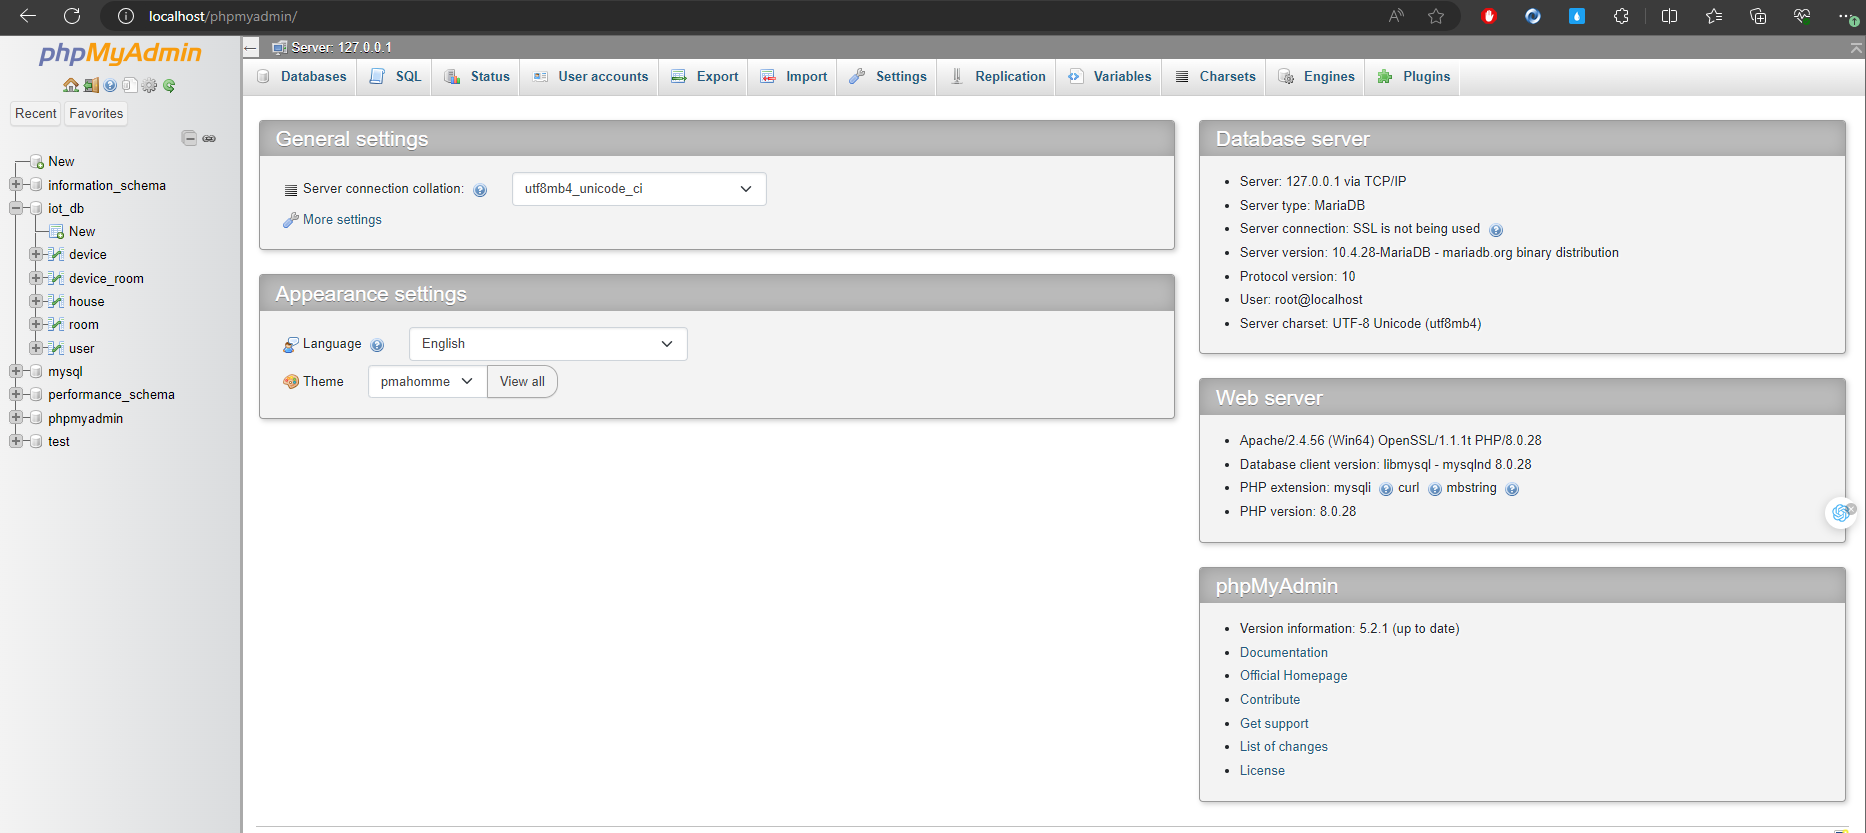 localhost/phpmyadmin/
phpMyAdmin
Recent
Favorites
New
information_schema
iot_db
New
device
device_room
house
room
user
mysql
performance_schema
phpmyadmin
test
Server: 127.0.0.1
Databases SQL Status User accounts Export Import Settings Replication Variables Charsets Engines Plugins
General settings
Server connection collation: utf8mb4_unicode_ci
More settings
Appearance settings
Language English
Theme pmahomme View all
Database server
Server: 127.0.0.1 via TCP/IP
Server type: MariaDB
Server connection: SSL is not being used
Server version: 10.4.28-MariaDB - mariadb.org binary distribution
Protocol version: 10
User: root@localhost
Server charset: UTF-8 Unicode (utf8mb4)
Web server
Apache/2.4.56 (Win64) OpenSSL/1.1.1t PHP/8.0.28
Database client version: libmysql - mysqlnd 8.0.28
PHP extension: mysqli curl mbstring
PHP version: 8.0.28
phpMyAdmin
Version information: 5.2.1 (up to date)
Documentation
Official Homepage
Contribute
Get support
List of changes
License